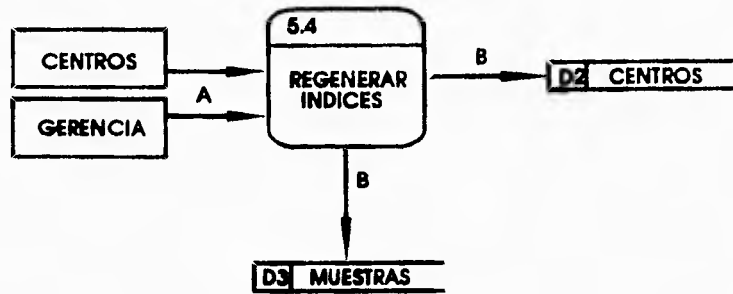 5.4
CENTROS
REGENERAR
INDICES
B
D2 CENTROS
A
GERENCIA
B
D3 MUESTRAS